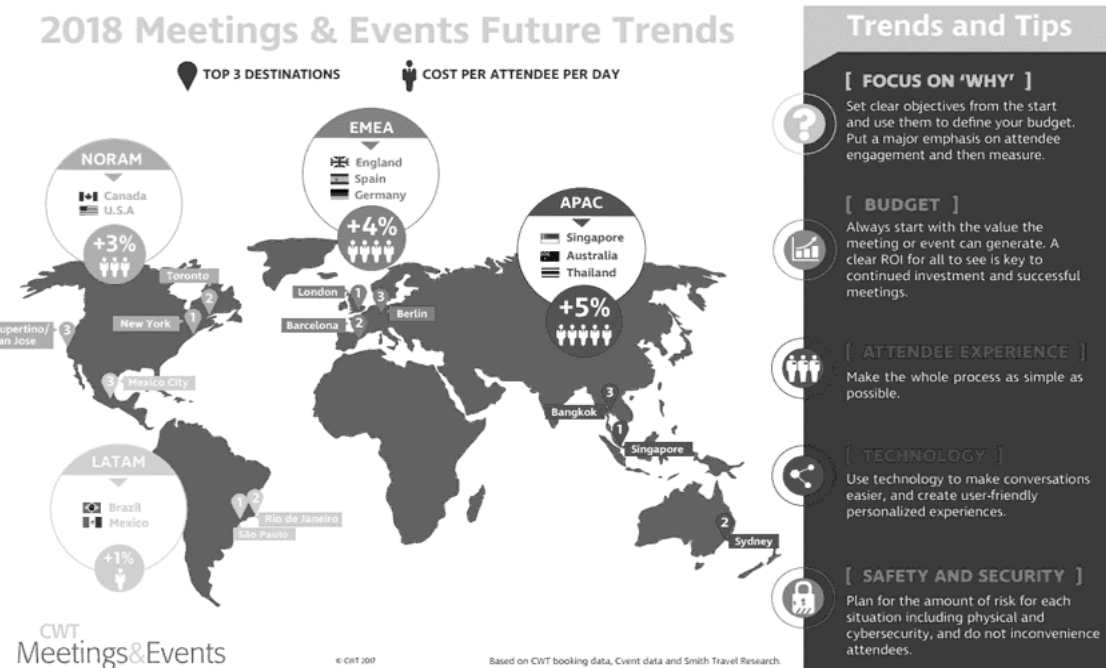 2018 Meetings & Events Future Trends
TOP 3 DESTINATIONS
COST PER ATTENDEE PER DAY
NORAM
Canada
U.S.A
+3%
EMEA
England
Spain
Germany
+4%
APAC
Singapore
Australia
Thailand
+5%
Toronto
2
New York
1
3
upertino/
an Jose
3
Mexico City
London
1
3
Berlin
Barcelona
2
3
Bangkok
1
Singapore
2
Sydney
LATAM
Brazil
Mexico
+1%
1
2
Rio de Janeiro
São Paulo
CWT
Meetings&Events
© CWT 2017
Based on CWT booking data, Cvent data and Smith Travel Research.
Trends and Tips
[ FOCUS ON ‘WHY’ ]
?
Set clear objectives from the start
and use them to define your budget.
Put a major emphasis on attendee
engagement and then measure.
[ BUDGET ]
Always start with the value the
meeting or event can generate. A
clear ROI for all to see is key to
continued investment and successful
meetings.
[ ATTENDEE EXPERIENCE ]
Make the whole process as simple as
possible.
[ TECHNOLOGY ]
Use technology to make conversations
easier, and create user-friendly
personalized experiences.
[ SAFETY AND SECURITY ]
Plan for the amount of risk for each
situation including physical and
cybersecurity, and do not inconvenience
attendees.